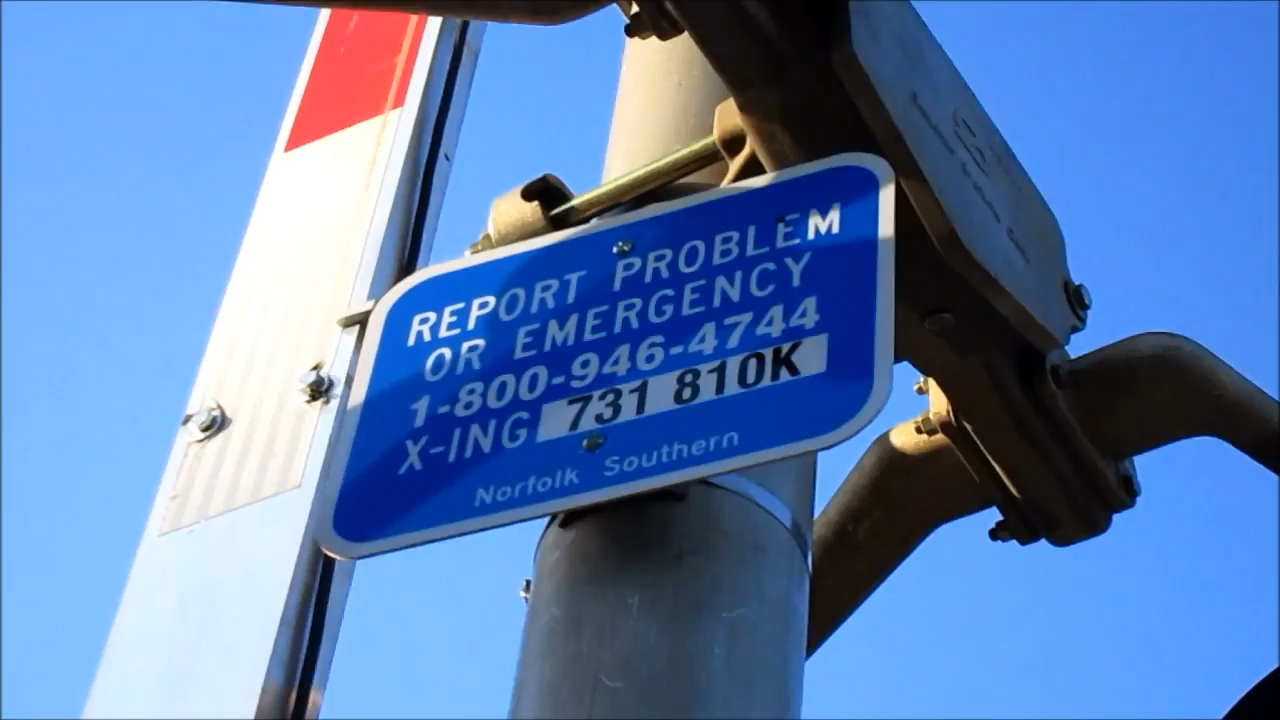 REPORT PROBLEM
OR EMERGENCY
1-800-946-4744
X-ING 731 810K
Norfolk Southern